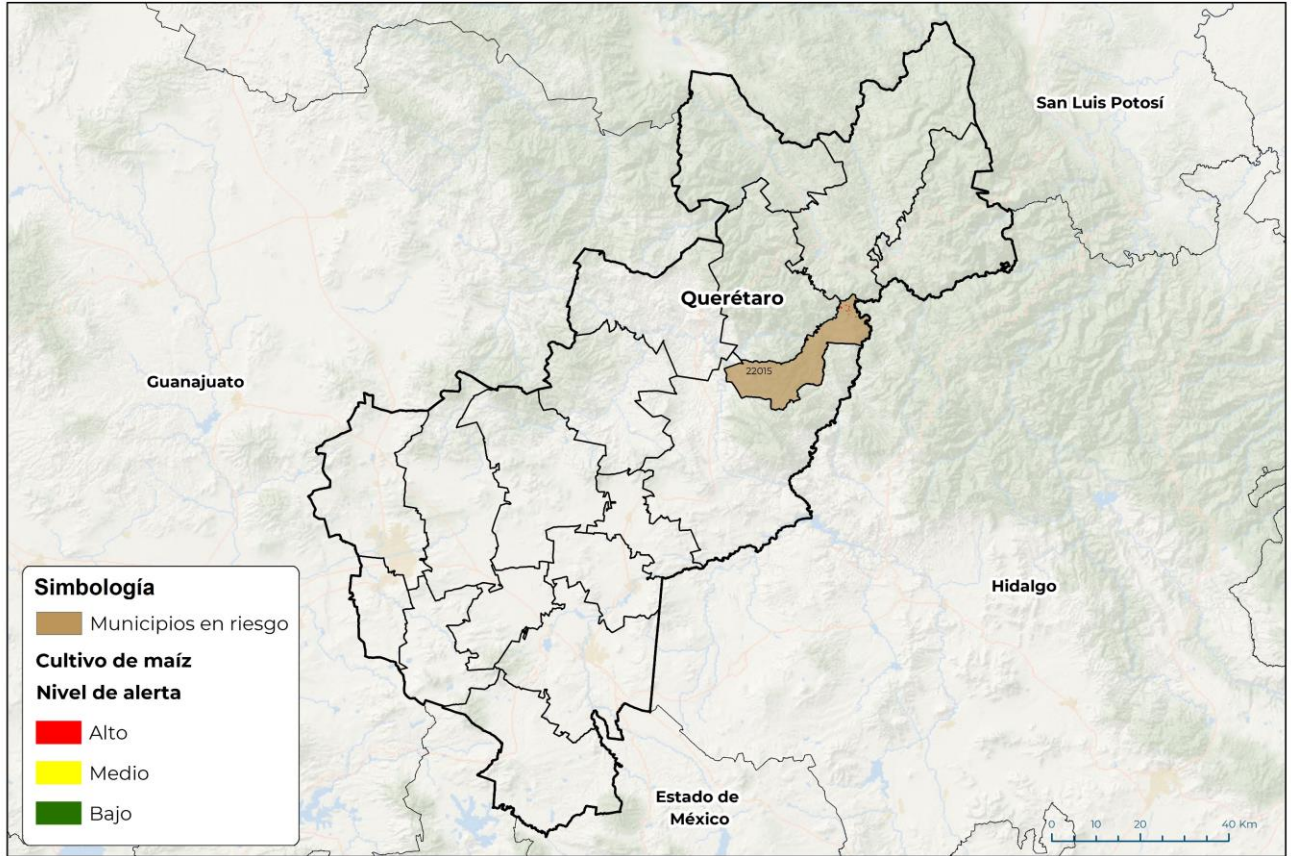 San Luis Potosí
Querétaro
22015
Guanajuato
Hidalgo
Estado de
México
Simbología
Municipios en riesgo
Cultivo de maíz
Nivel de alerta
Alto
Medio
Bajo
0 10 20 40 Km